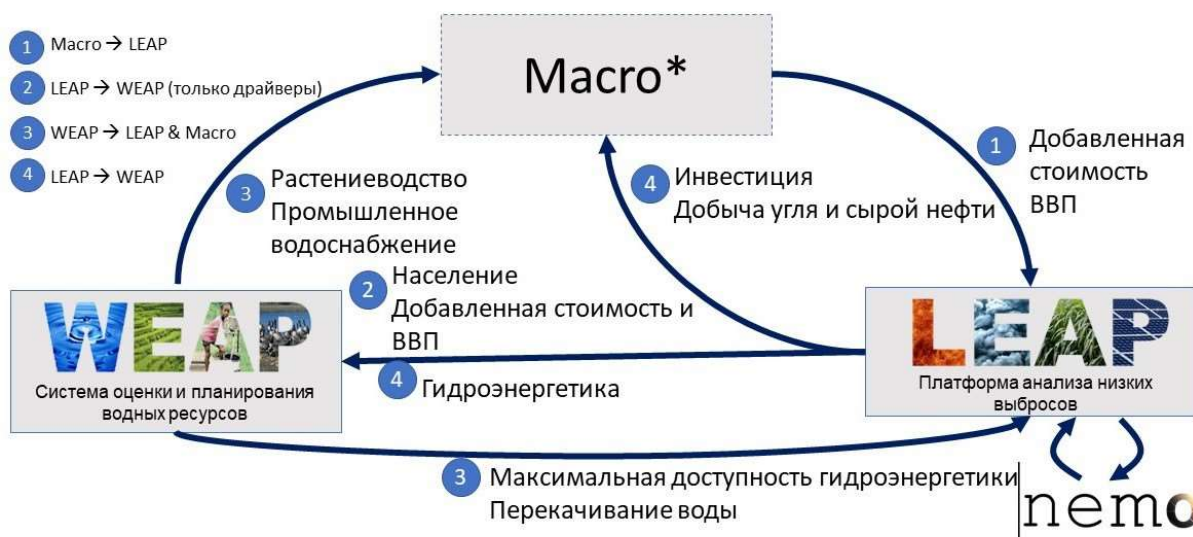 1 Macro → LEAP
2 LEAP → WEAP (только драйверы)
3 WEAP → LEAP & Macro
4 LEAP → WEAP
Macro*
1 Добавленная
стоимость
ВВП
3 Растениеводство
Промышленное
водоснабжение
4 Инвестиция
Добыча угля и сырой нефти
2 Население
Добавленная стоимость и
ВВП
4 Гидроэнергетика
WEAP
Система оценки и планирования
водных ресурсов
LEAP
Платформа анализа низких
выбросов
3 Максимальная доступность гидроэнергетики
Перекачивание воды
nemo